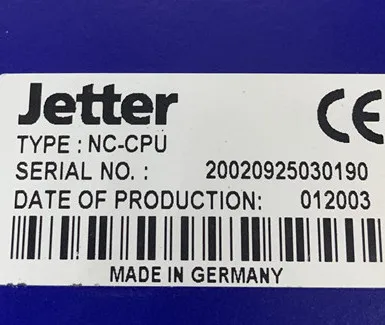 Jetter CE
TYPE : NC-CPU
SERIAL NO. : 20020925030190
DATE OF PRODUCTION: 012003
MADE IN GERMANY